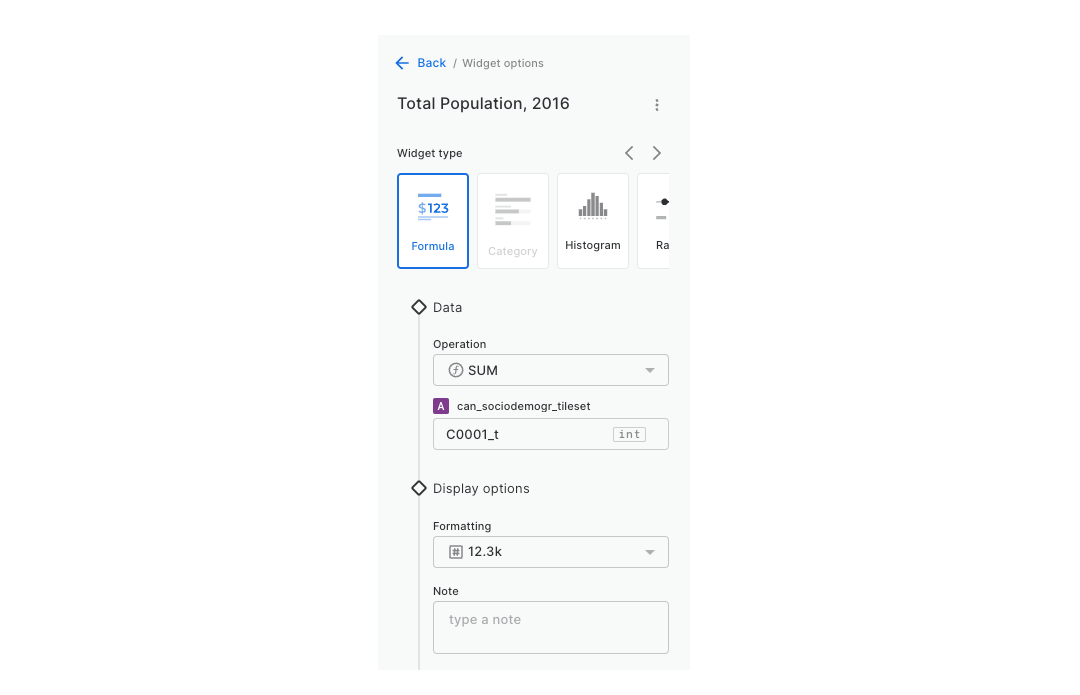 Back / Widget options
Total Population, 2016
Widget type
$123
Formula
Category
Histogram
Ra
Data
Operation
SUM
A can_sociodemogr_tileset
C0001_t int
Display options
Formatting
# 12.3k
Note
type a note